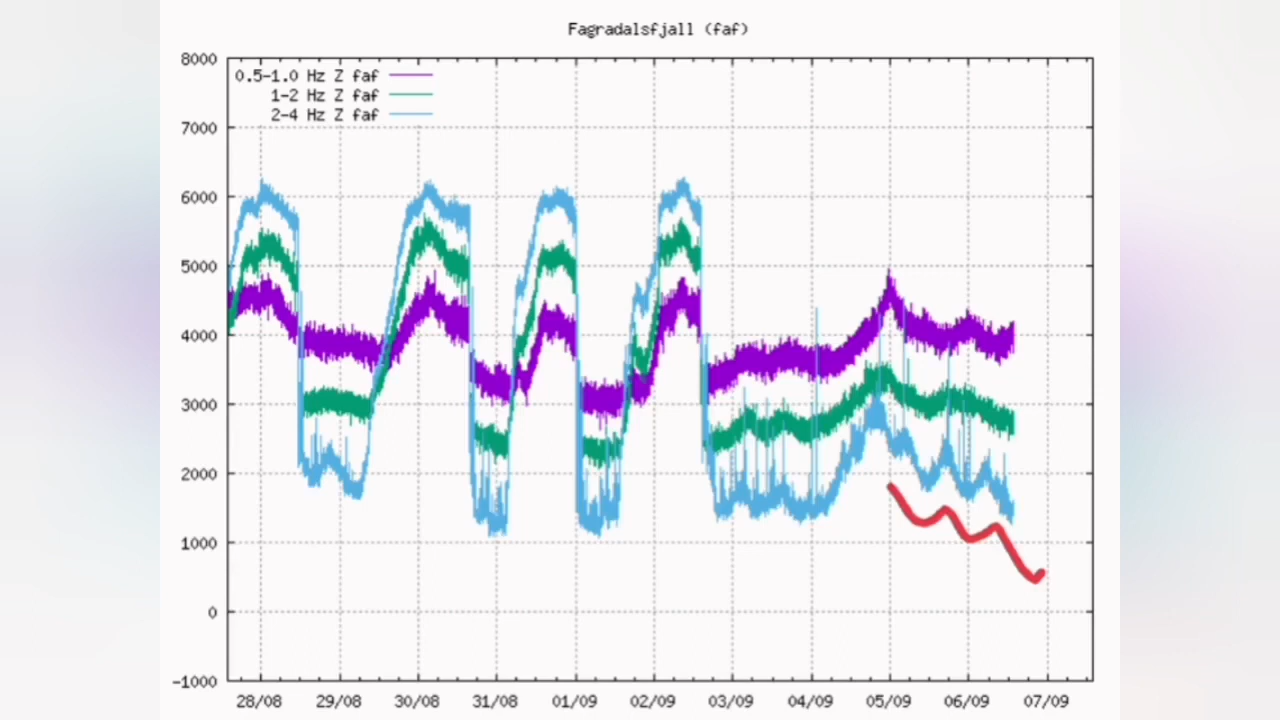 Fagradalsfjall (faf)
8000
0.5-1.0 Hz Z faf
1-2 Hz Z faf
2-4 Hz Z faf
7000
6000
5000
4000
3000
2000
1000
0
-1000
28/08 29/08 30/08 31/08 01/09 02/09 03/09 04/09 05/09 06/09 07/09